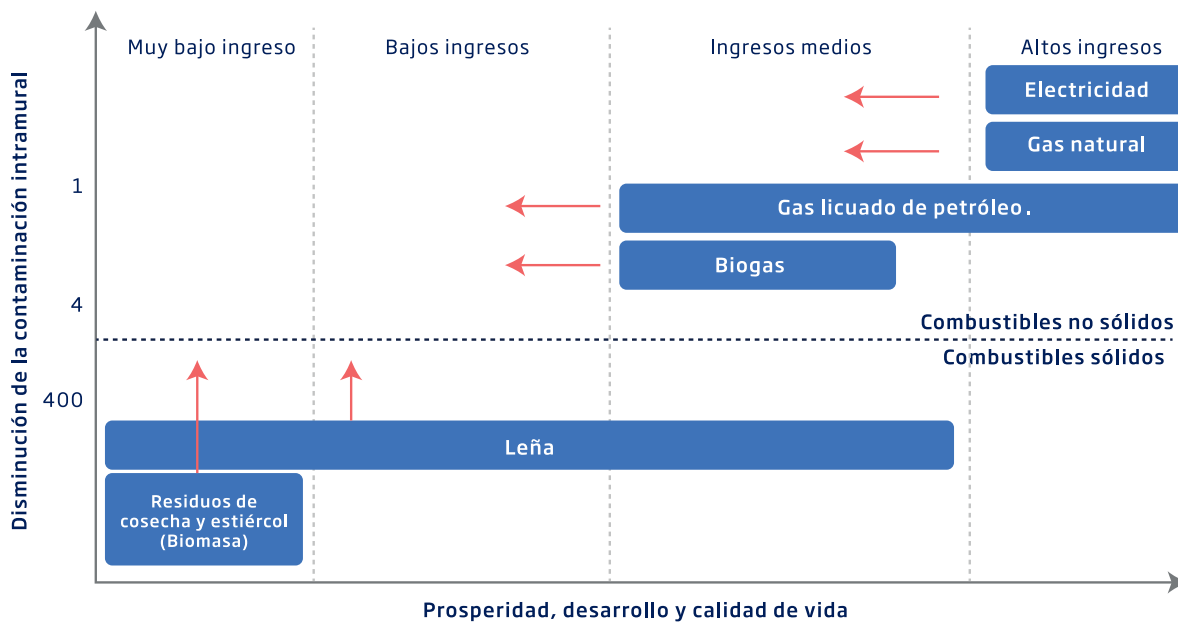 Muy bajo ingreso
Bajos ingresos
Ingresos medios
Altos ingresos
Electricidad
Gas natural
1
Gas licuado de petróleo.
Biogas
4
Combustibles no sólidos
Combustibles sólidos
400
Leña
Residuos de
cosecha y estiércol
(Biomasa)
Disminución de la contaminación intramural
Prosperidad, desarrollo y calidad de vida